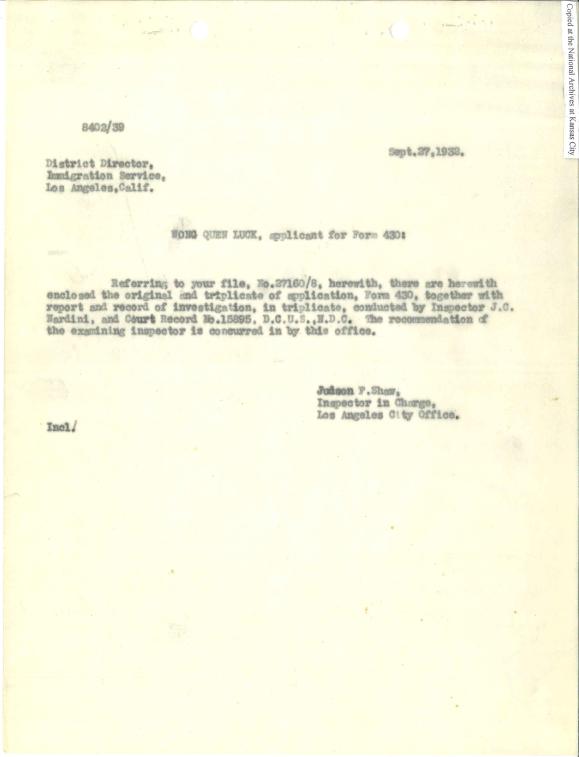 Copied at the National Archives at Kansas City
8402/39
Sept.27,1932.
District Director,
Immigration Service,
Los Angeles,Calif.
WONG QUEN LUCK, applicant for Form 430:
Referring to your file, No.27160/8, herewith, there are herewith
enclosed the original and triplicate of application, Form 430, together with
report and record of investigation, in triplicate, conducted by Inspector J.C.
Nardini, and Court Record No.15895, D.C.U.S.,N.D.C. The recommendation of
the examining inspector is concurred in by this office.
Judson F.Shaw,
Inspector in Charge,
Los Angeles City Office.
Incl/